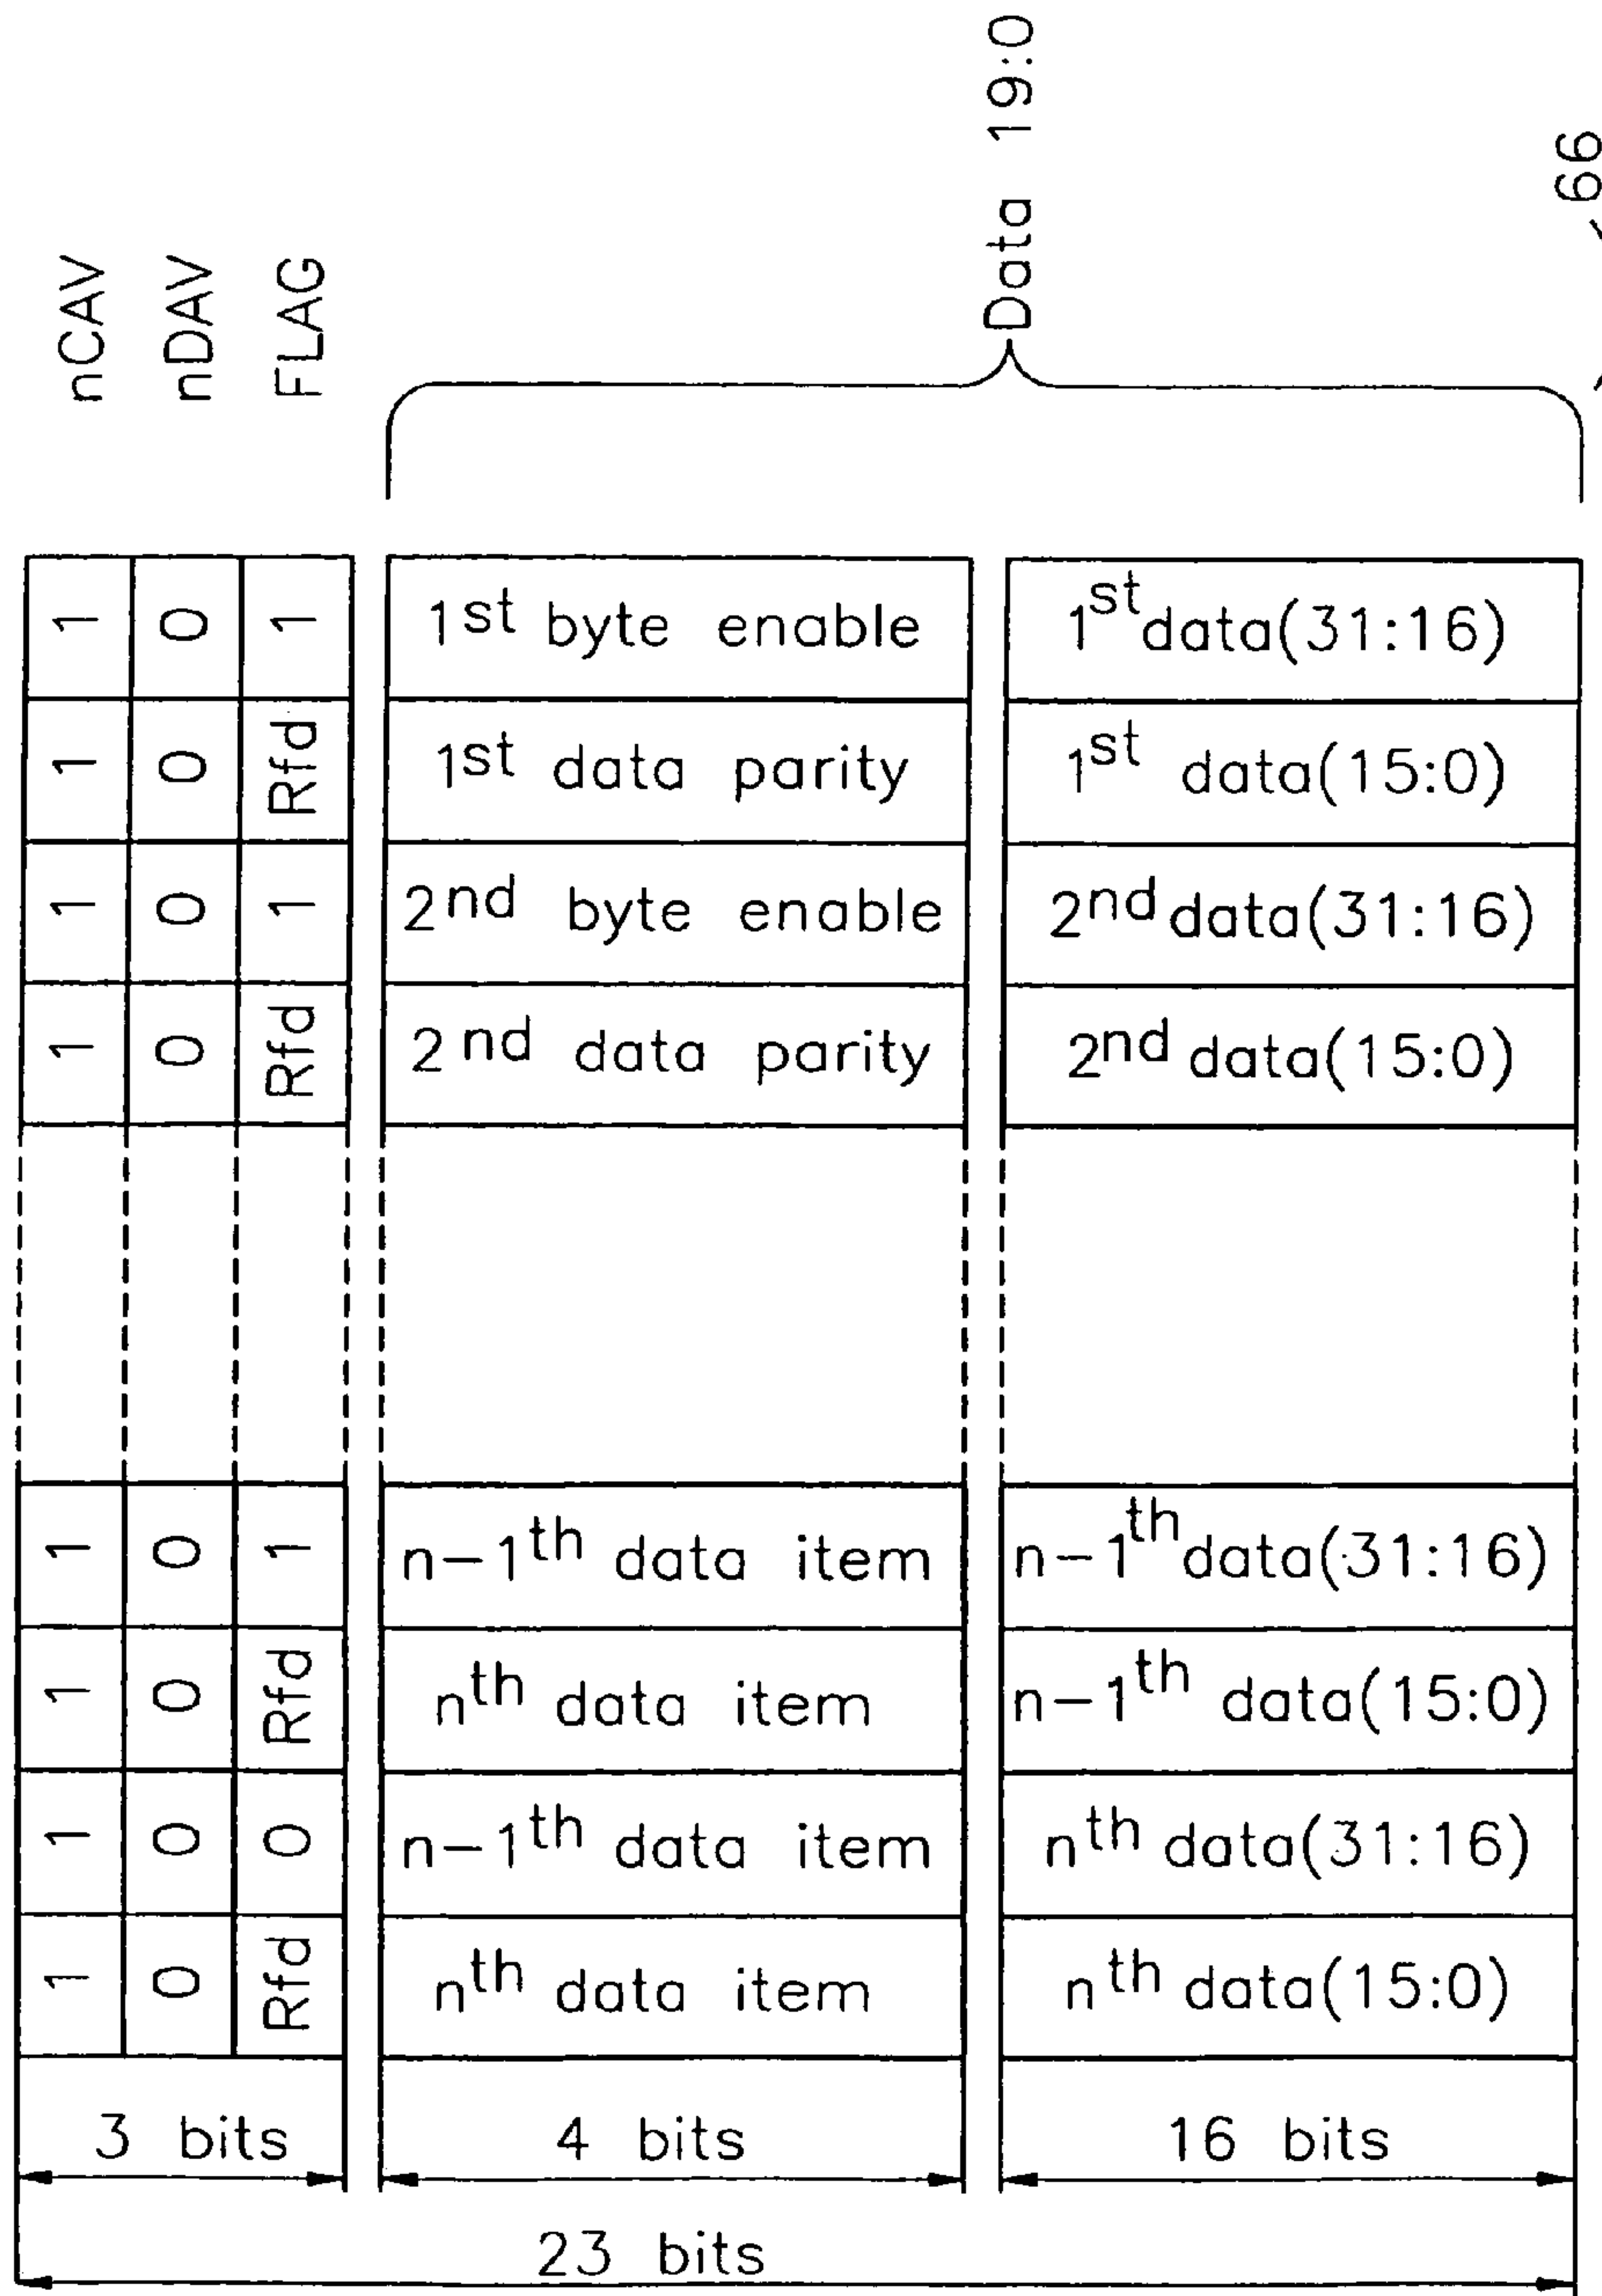 nCAV
nDAV
FLAG
Data 19:0
66
1 0 1 1st byte enable 1st data(31:16)
1 0 Rfd 1st data parity 1st data(15:0)
1 0 1 2nd byte enable 2nd data(31:16)
1 0 Rfd 2nd data parity 2nd data(15:0)
1 0 1 n-1th data item n-1th data(31:16)
1 0 Rfd nth data item n-1th data(15:0)
1 0 0 n-1th data item nth data(31:16)
1 0 Rfd nth data item nth data(15:0)
3 bits 4 bits 16 bits
23 bits